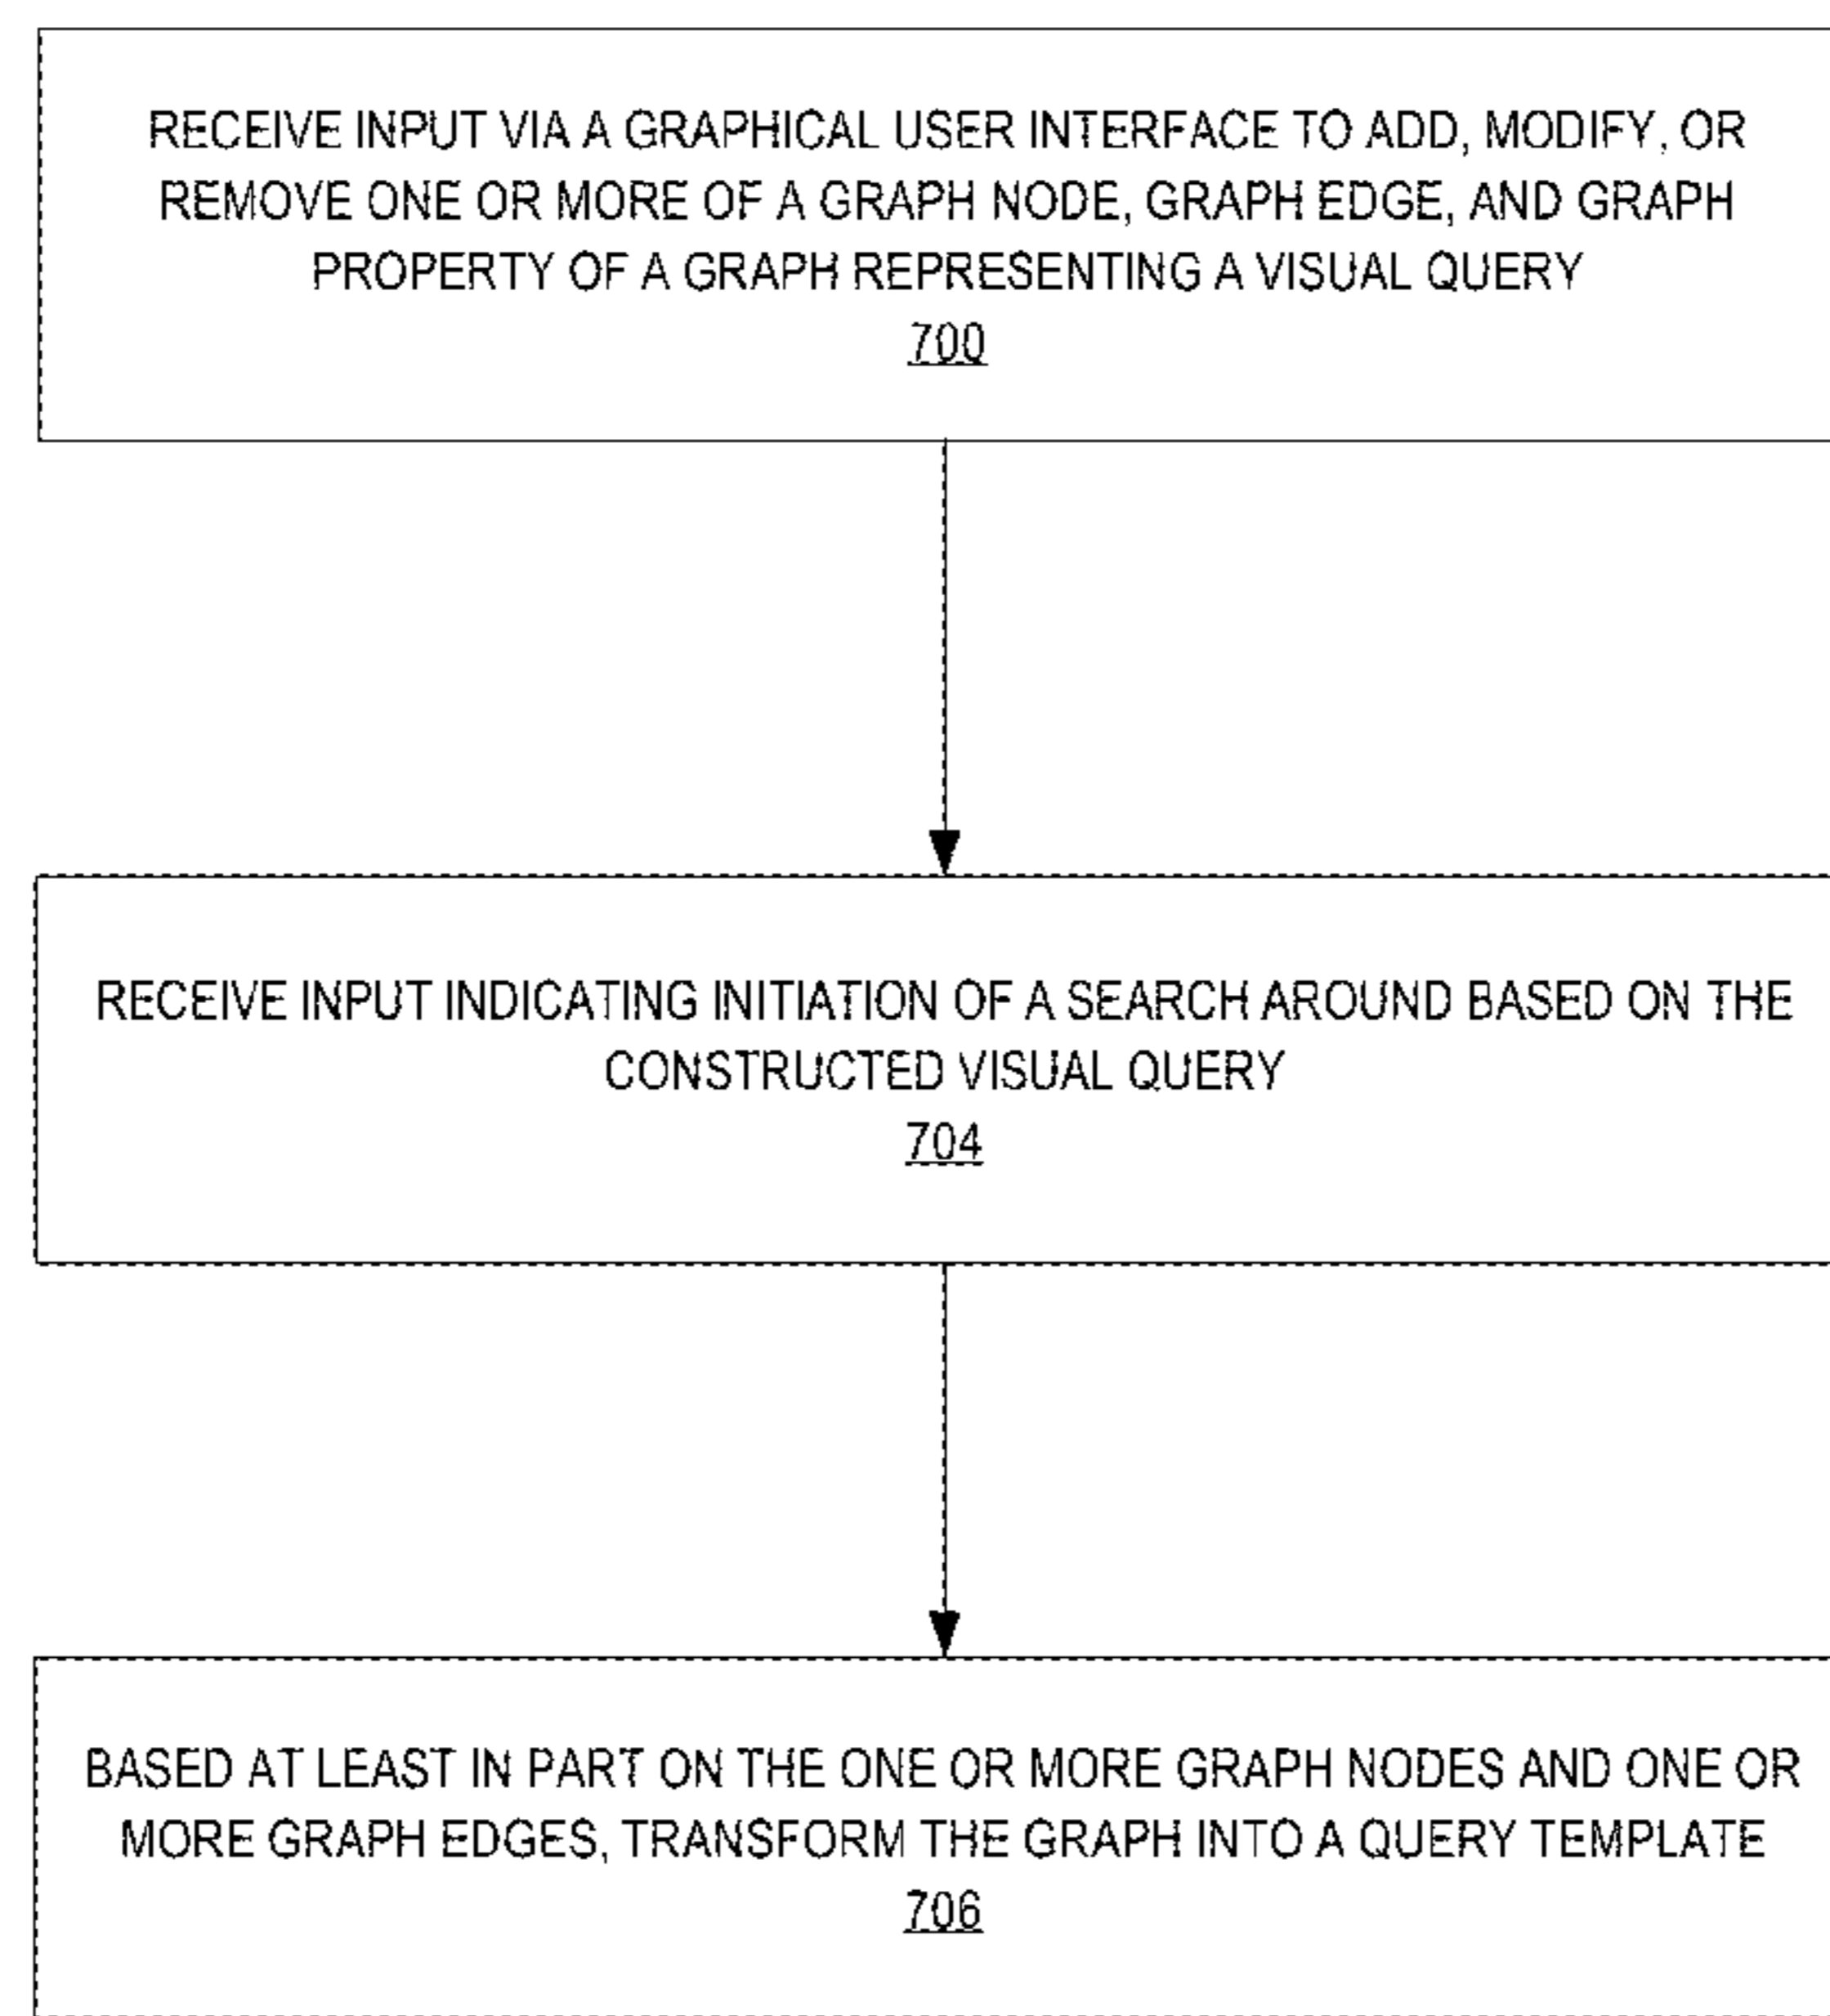 RECEIVE INPUT VIA A GRAPHICAL USER INTERFACE TO ADD, MODIFY, OR
REMOVE ONE OR MORE OF A GRAPH NODE, GRAPH EDGE, AND GRAPH
PROPERTY OF A GRAPH REPRESENTING A VISUAL QUERY
700
RECEIVE INPUT INDICATING INITIATION OF A SEARCH AROUND BASED ON THE
CONSTRUCTED VISUAL QUERY
704
BASED AT LEAST IN PART ON THE ONE OR MORE GRAPH NODES AND ONE OR
MORE GRAPH EDGES, TRANSFORM THE GRAPH INTO A QUERY TEMPLATE
706